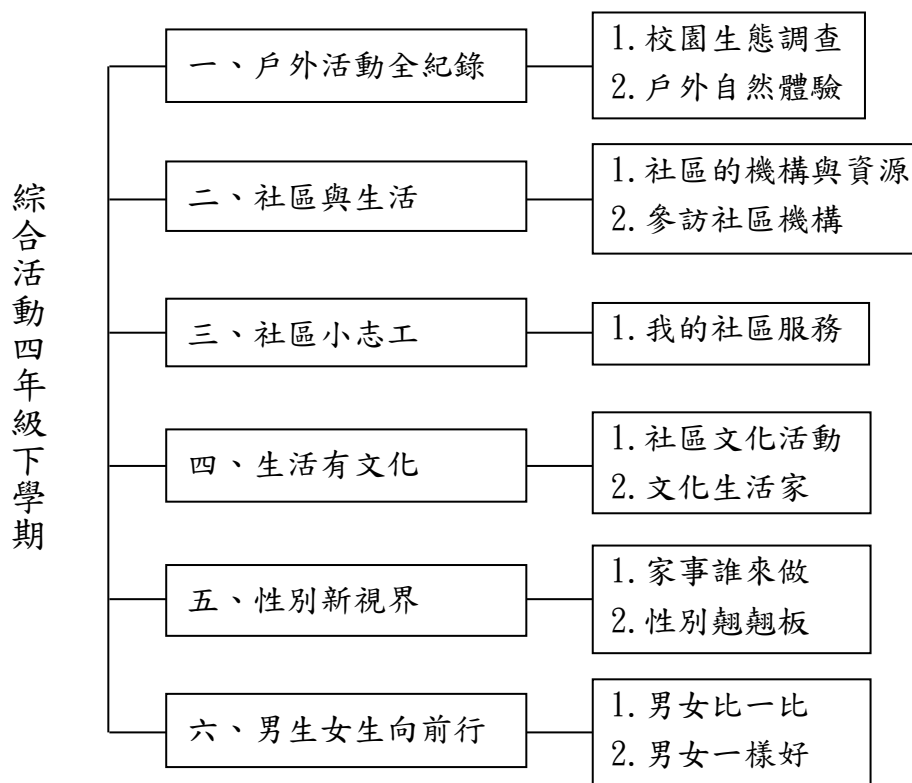 綜合活動四年級下學期
一、戶外活動全紀錄
1.校園生態調查
2.戶外自然體驗
二、社區與生活
1.社區的機構與資源
2.參訪社區機構
三、社區小志工
1.我的社區服務
四、生活有文化
1.社區文化活動
2.文化生活家
五、性別新視界
1.家事誰來做
2.性別翹翹板
六、男生女生向前行
1.男女比一比
2.男女一樣好